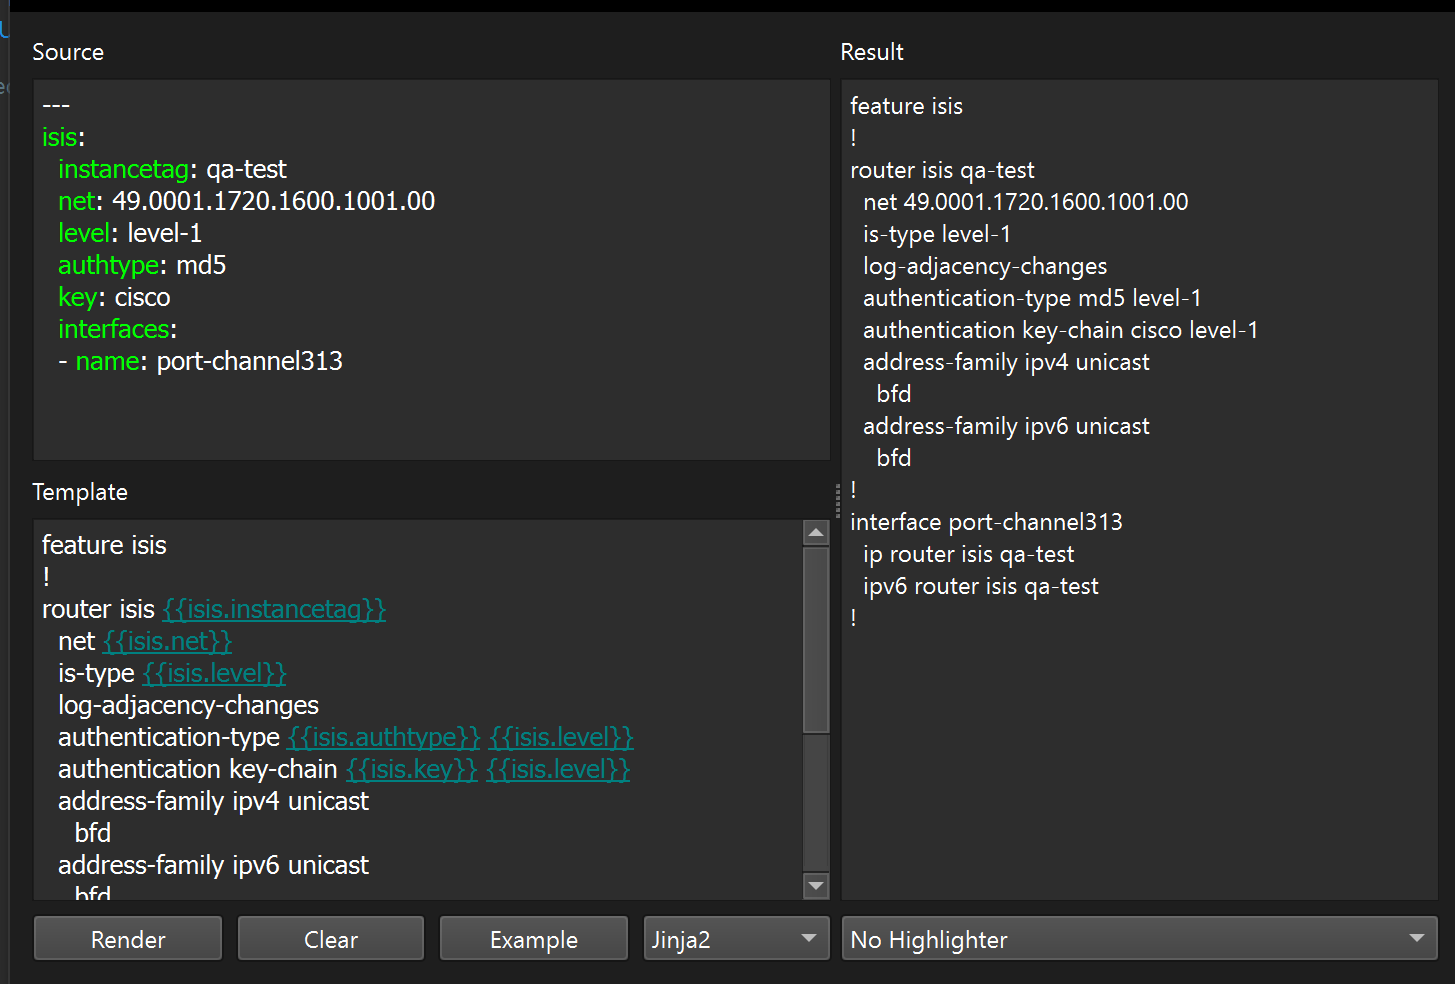 Source
---
isis:
  instancetag: qa-test
  net: 49.0001.1720.1600.1001.00
  level: level-1
  authtype: md5
  key: cisco
  interfaces:
  - name: port-channel313
Template
feature isis
!
router isis {{isis.instancetag}}
  net {{isis.net}}
  is-type {{isis.level}}
  log-adjacency-changes
  authentication-type {{isis.authtype}} {{isis.level}}
  authentication key-chain {{isis.key}} {{isis.level}}
  address-family ipv4 unicast
    bfd
  address-family ipv6 unicast
    bfd
Render
Clear
Example
Jinja2
Result
feature isis
!
router isis qa-test
  net 49.0001.1720.1600.1001.00
  is-type level-1
  log-adjacency-changes
  authentication-type md5 level-1
  authentication key-chain cisco level-1
  address-family ipv4 unicast
    bfd
  address-family ipv6 unicast
    bfd
!
interface port-channel313
  ip router isis qa-test
  ipv6 router isis qa-test
!
No Highlighter